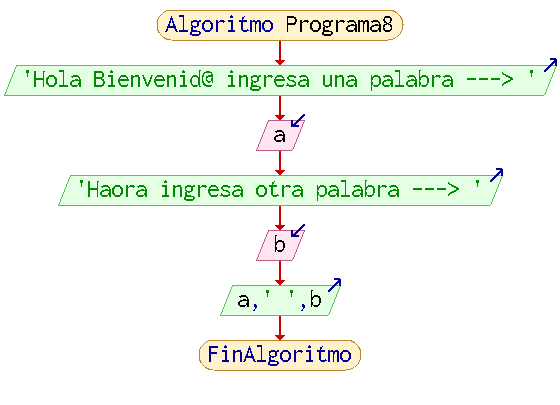 Algoritmo Programa8
'Hola Bienvenid@ ingresa una palabra ---> '
a
'Haora ingresa otra palabra ---> '
b
a,' ',b
FinAlgoritmo